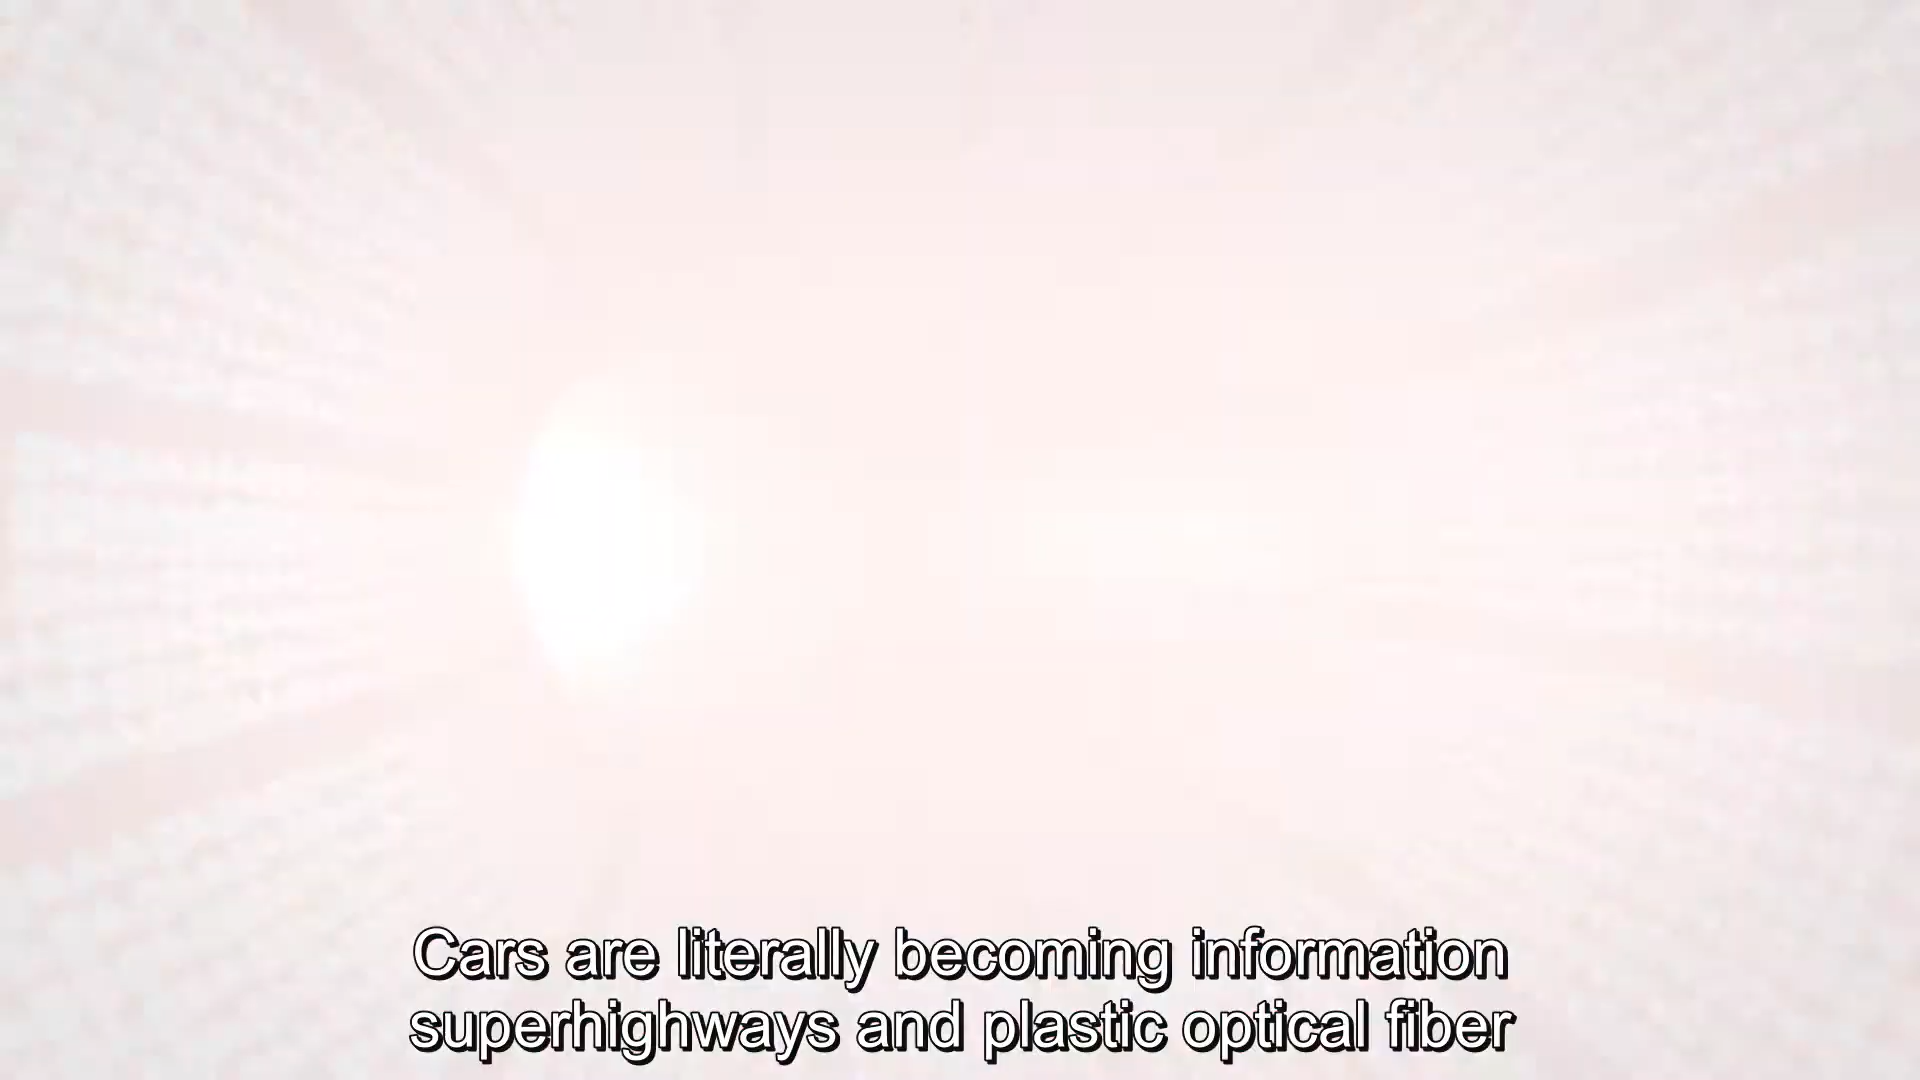 Cars are literally becoming information
superhighways and plastic optical fiber